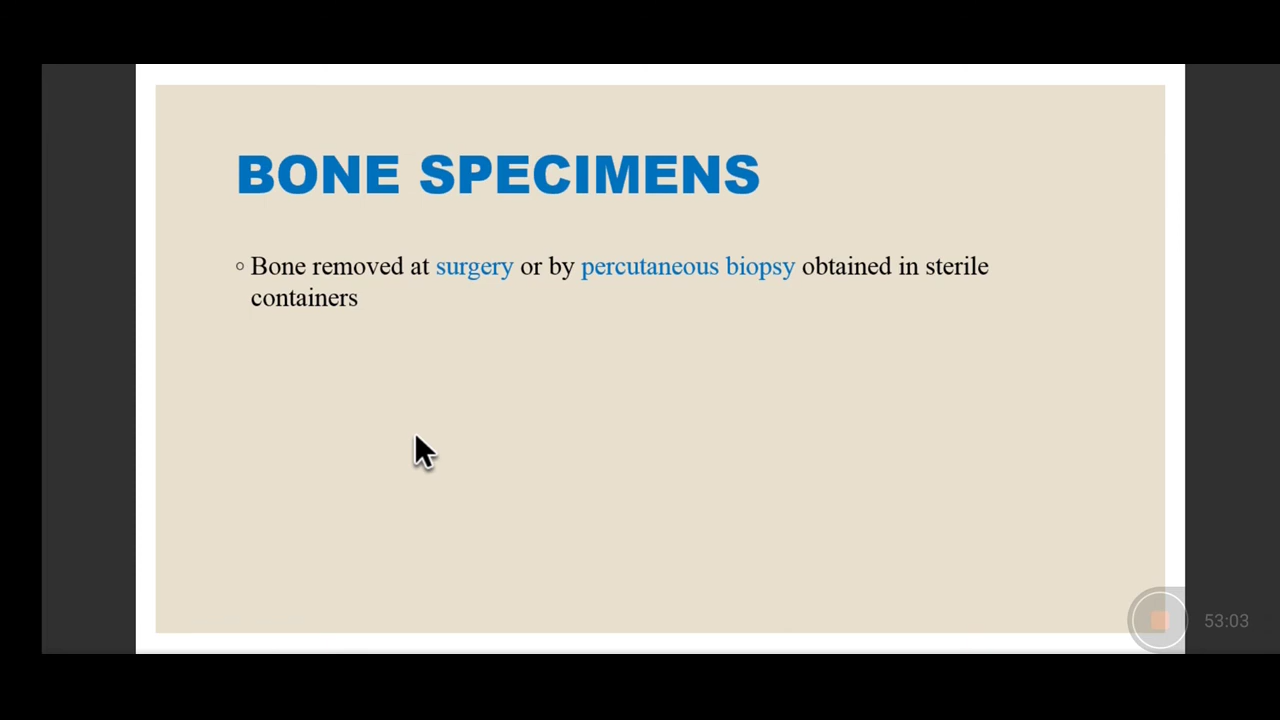 BONE SPECIMENS
◦ Bone removed at surgery or by percutaneous biopsy obtained in sterile
containers
53:03